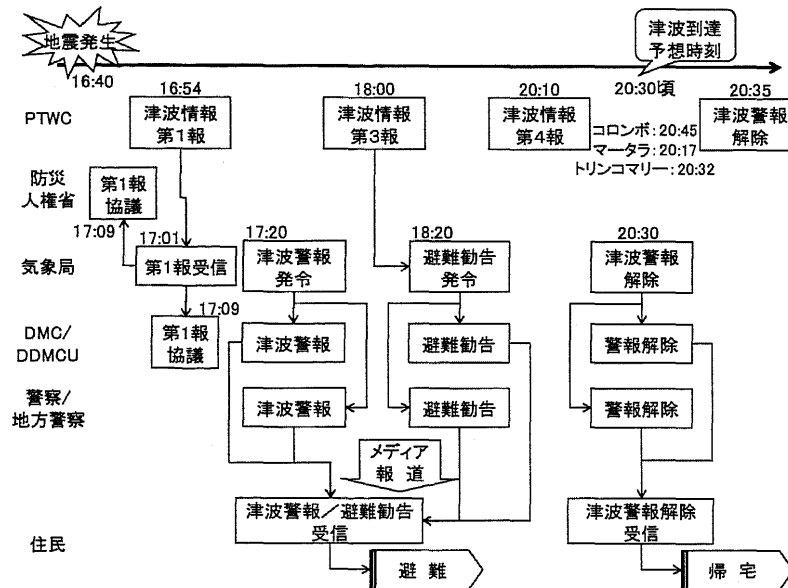 地震発生
津波到達
予想時刻
16:40
16:54
18:00
20:10
20:30頃
20:35
PTWC
津波情報
第1報
津波情報
第3報
津波情報
第4報
コロンボ:20:45
マータラ:20:17
トリンコマリー:20:32
津波警報
解除
防災
人権省
第1報
協議
17:09
17:01
17:20
18:20
20:30
気象局
第1報受信
津波警報
発令
避難勧告
発令
津波警報
解除
17:09
DMC/
DDMCU
第1報
協議
津波警報
避難勧告
警報解除
警察/
地方警察
津波警報
避難勧告
警報解除
メディア
報道
住民
津波警報/避難勧告
受信
津波警報解除
受信
避難
帰宅